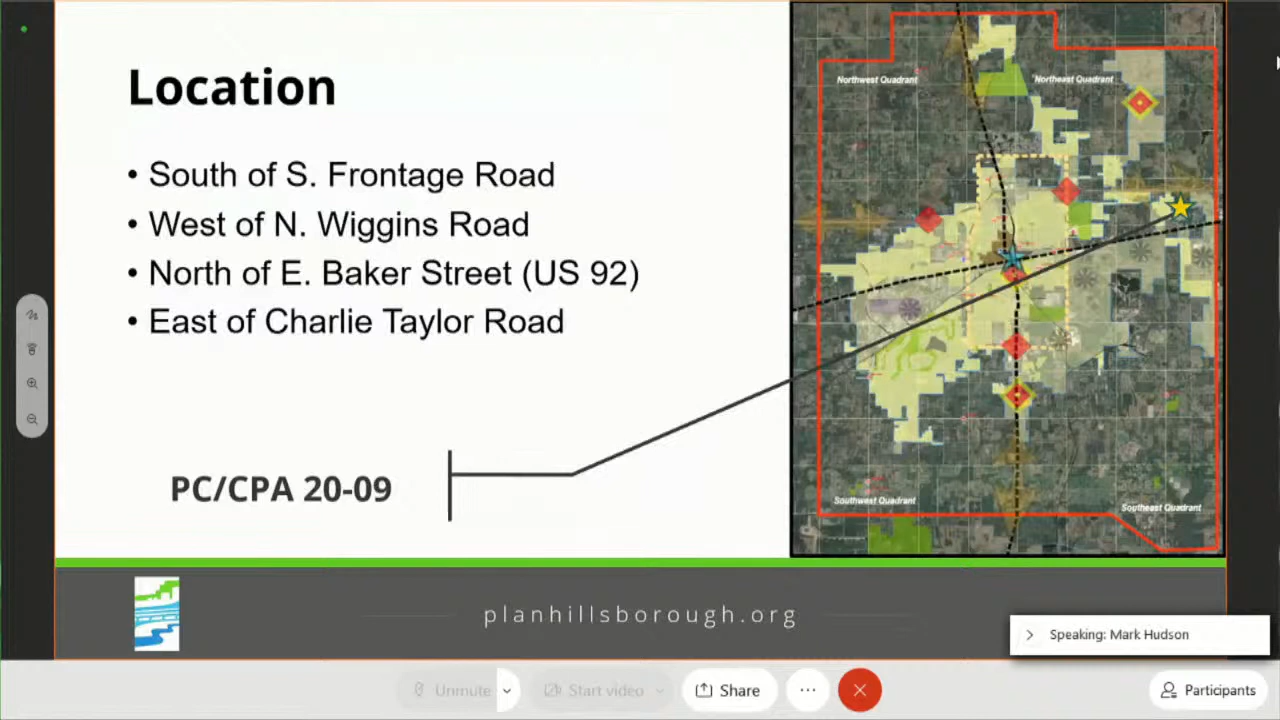 Location
• South of S. Frontage Road
• West of N. Wiggins Road
• North of E. Baker Street (US 92)
• East of Charlie Taylor Road
PC/CPA 20-09
Northwest Quadrant
Northeast Quadrant
Southwest Quadrant
Southeast Quadrant
planhillsborough.org
Speaking: Mark Hudson
Unmute
Start video
Share
Participants